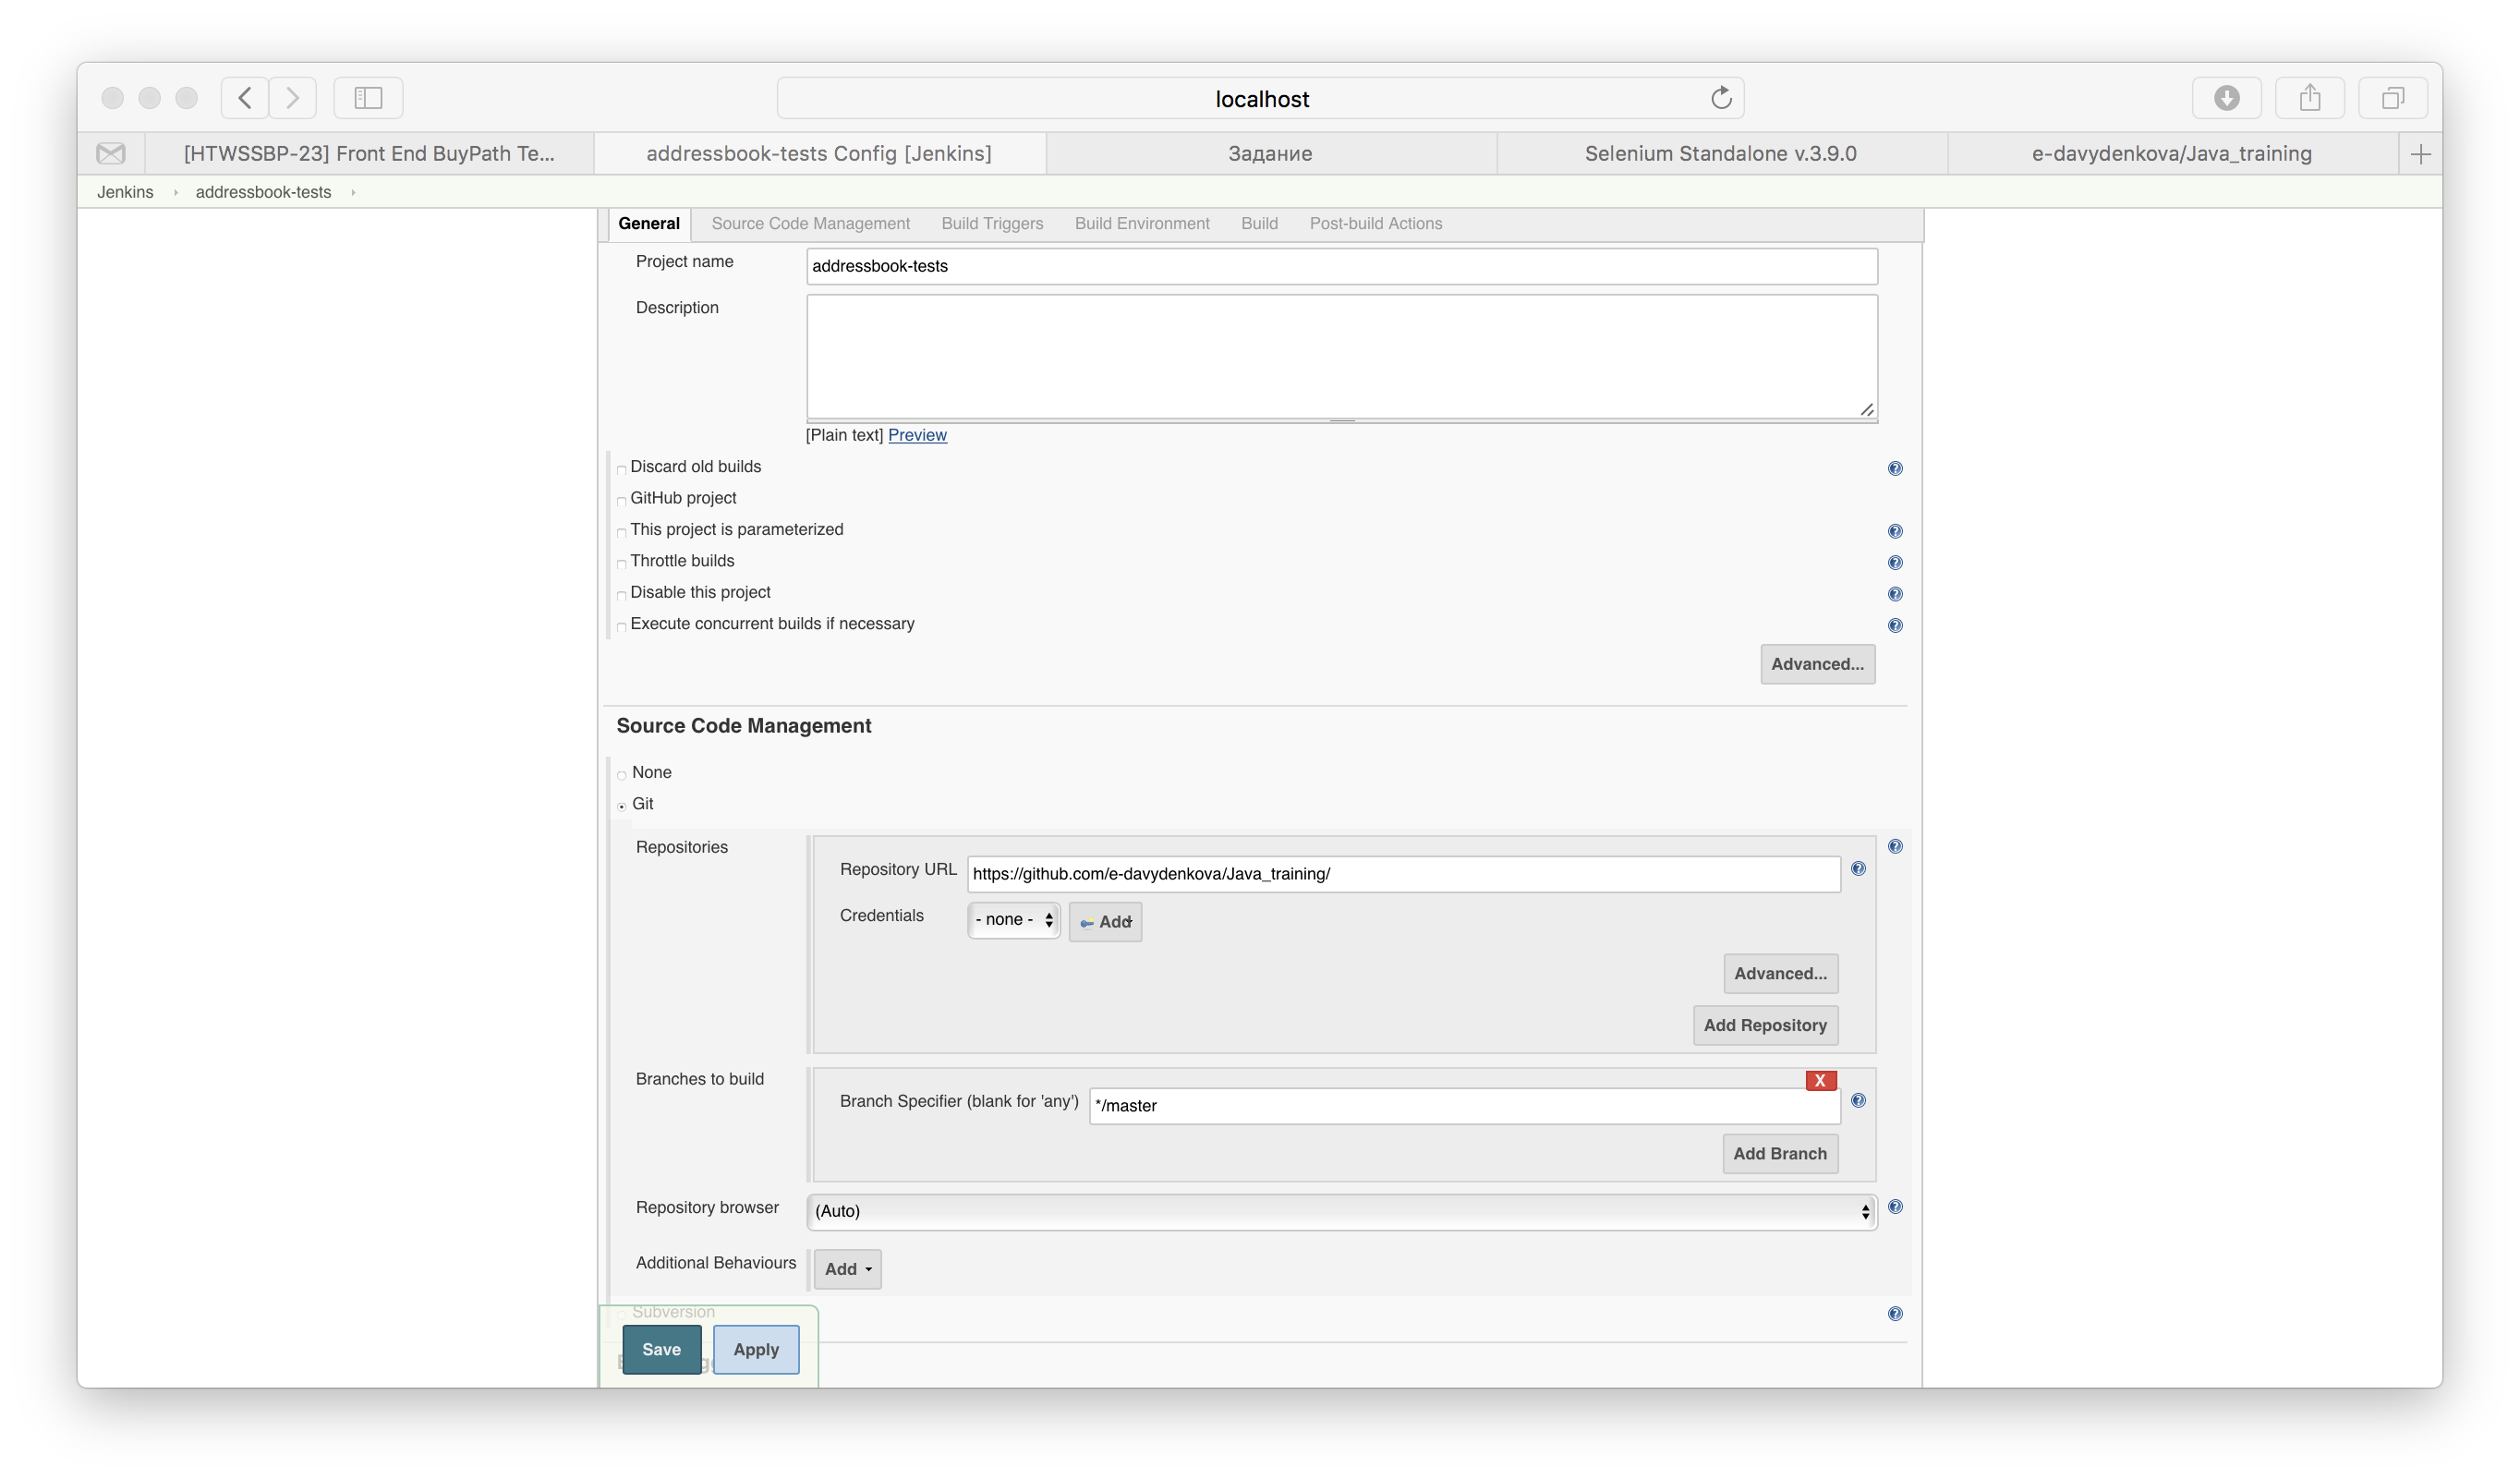 localhost
[HTWSSBP-23] Front End BuyPath Te... addressbook-tests Config [Jenkins] Задание Selenium Standalone v.3.9.0 e-davydenkova/Java_training
Jenkins addressbook-tests
General Source Code Management Build Triggers Build Environment Build Post-build Actions
Project name addressbook-tests
Description
[Plain text] Preview
Discard old builds
GitHub project
This project is parameterized
Throttle builds
Disable this project
Execute concurrent builds if necessary
Advanced...
Source Code Management
None
Git
Repositories
Repository URL https://github.com/e-davydenkova/Java_training/
Credentials - none - Add
Advanced...
Add Repository
Branches to build
X
Branch Specifier (blank for 'any') */master
Add Branch
Repository browser (Auto)
Additional Behaviours Add
Subversion
Save Apply